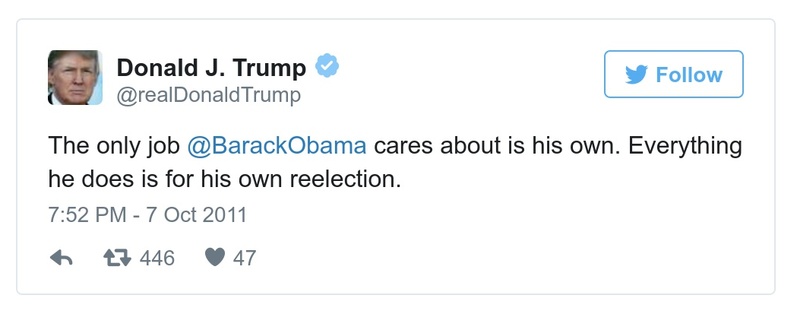 Donald J. Trump
Follow
@realDonaldTrump
The only job @BarackObama cares about is his own. Everything
he does is for his own reelection.
7:52 PM - 7 Oct 2011
446 47